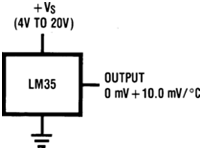 +Vs
(4V TO 20V)
LM35
OUTPUT
0 mV+10.0 mV/°C